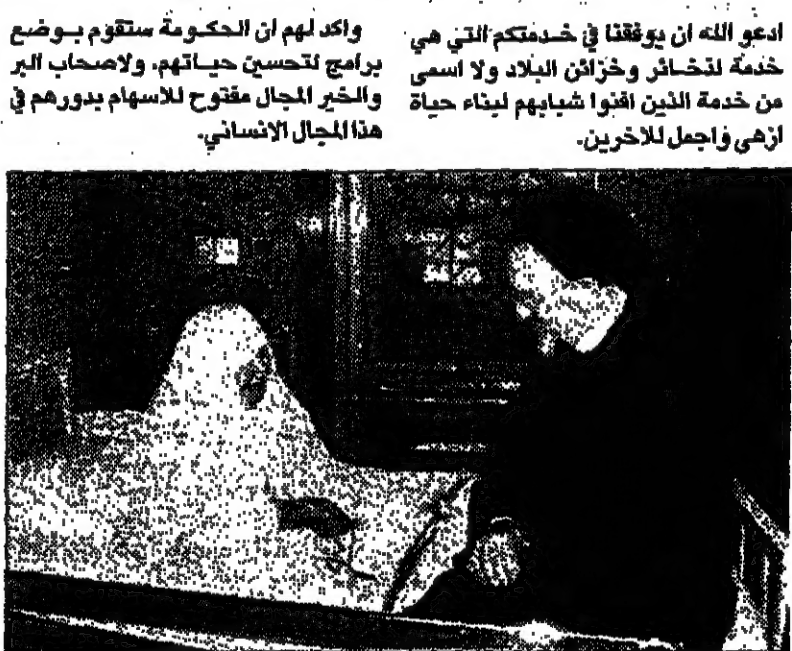 ادعو الله ان يوفقنا في خدمتكم التي هي
خدمة لذخائر وخزائن البلاد ولا اسمى
من خدمة الذين افنوا شبابهم لبناء حياة
ازهى واجمل للاخرين.
واكد لهم ان الحكومة ستقوم بوضع
برامج لتحسين حياتهم، ولاصحاب البر
والخير المجال مفتوح للاسهام بدورهم في
هذا المجال الانساني.